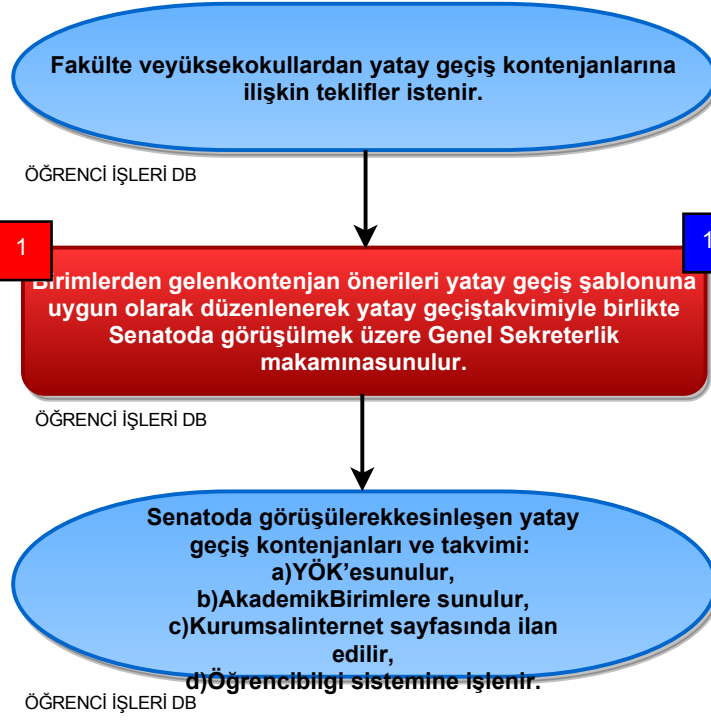 Fakülte veyüksekokullardan yatay geçiş kontenjanlarına
ilişkin teklifler istenir.
ÖĞRENCİ İŞLERİ DB
1
1
Birimlerden gelenkontenjan önerileri yatay geçiş şablonuna
uygun olarak düzenlenerek yatay geçiştakvimiyle birlikte
Senatoda görüşülmek üzere Genel Sekreterlik
makamınasunulur.
ÖĞRENCİ İŞLERİ DB
Senatoda görüşülerekkesinleşen yatay
geçiş kontenjanları ve takvimi:
a)YÖK’esunulur,
b)AkademikBirimlere sunulur,
c)Kurumsalinternet sayfasında ilan
edilir,
d)Öğrencibilgi sistemine işlenir.
ÖĞRENCİ İŞLERİ DB